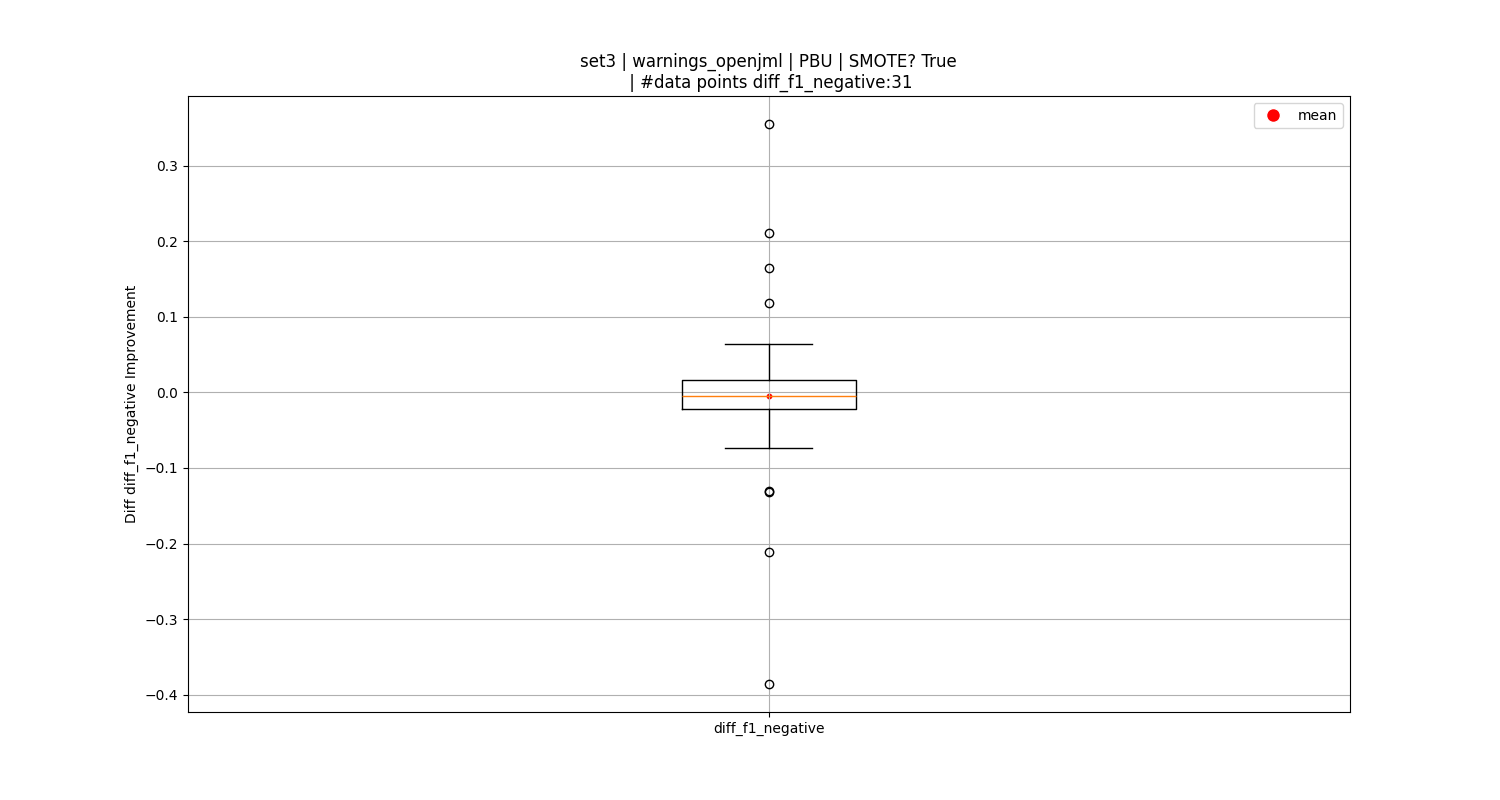 set3 | warnings_openjml | PBU | SMOTE? True
| #data points diff_f1_negative:31
mean
0.3
0.2
0.1
0.0
−0.1
−0.2
−0.3
−0.4
Diff diff_f1_negative Improvement
diff_f1_negative